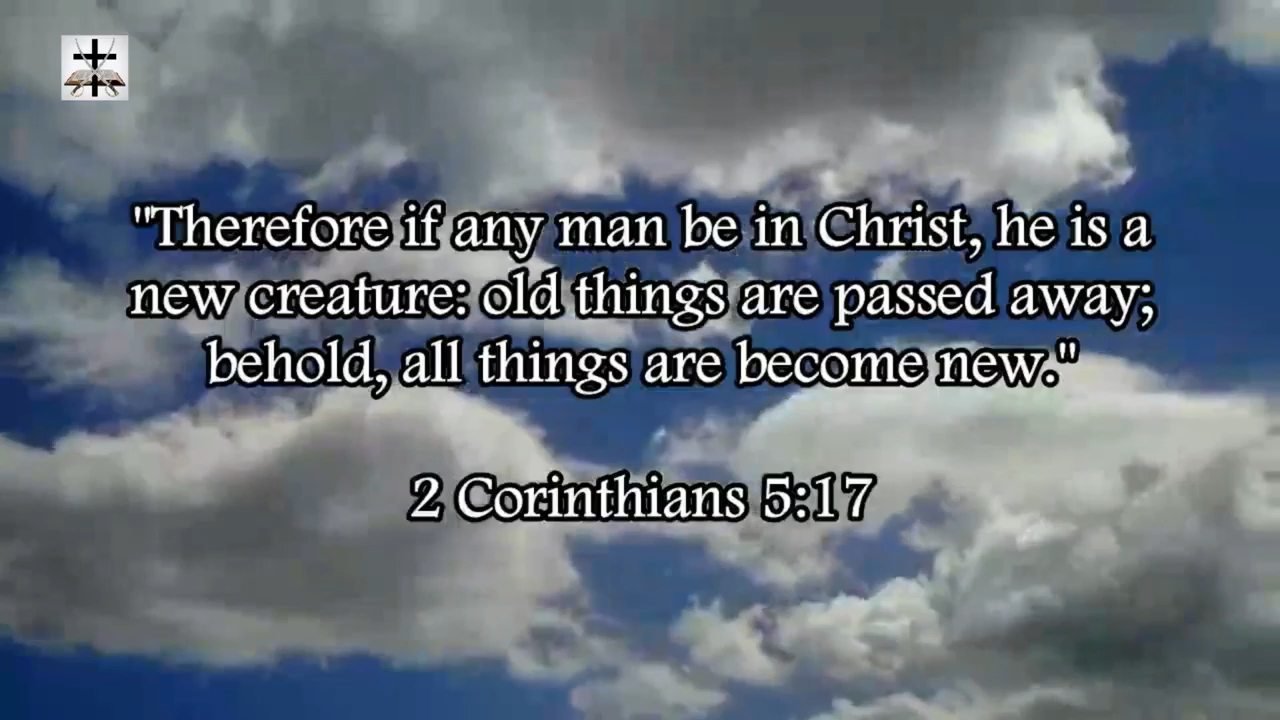 "Therefore if any man be in Christ, he is a
new creature: old things are passed away;
behold, all things are become new."
2 Corinthians 5:17